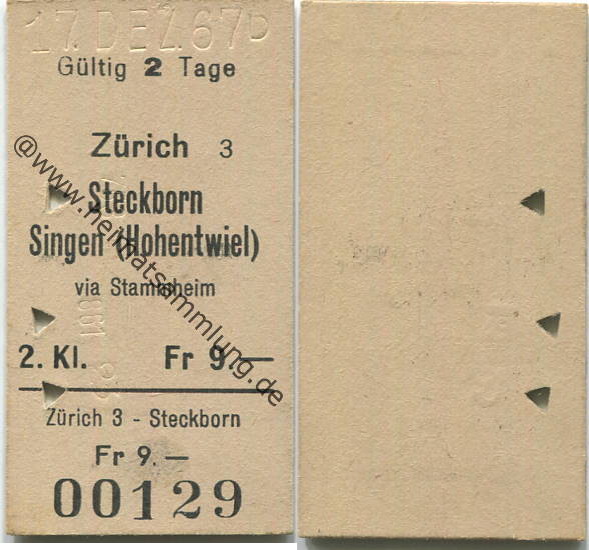 17. DEZ. 67 D
Gültig 2 Tage
Zürich 3
Steckborn
Singen (Hohentwiel)
via Stammheim
2. Kl. Fr 9.—
Zürich 3 - Steckborn
Fr 9.—
00129
@www.heimatsammlung.de